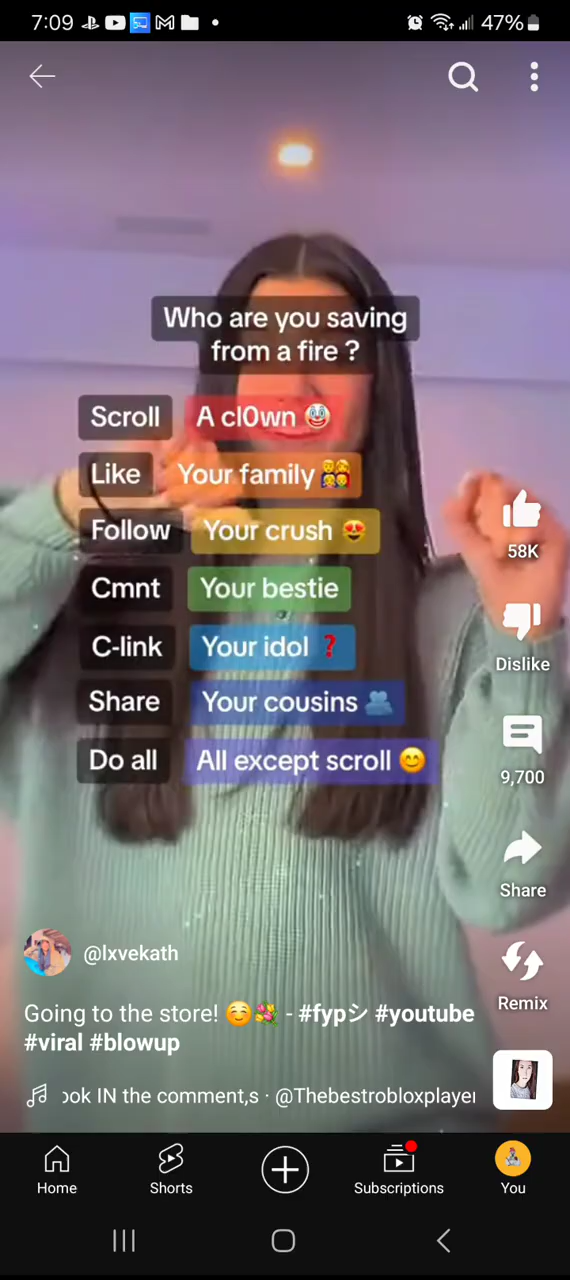 7:09
47%
Who are you saving
from a fire ?
Scroll A cl0wn 🤡
Like Your family 👨‍👩‍👧‍👦
Follow Your crush 😍
Cmnt Your bestie
C-link Your idol ❓
Share Your cousins 🫂
Do all All except scroll 😊
58K
Dislike
9,700
Share
Remix
@lxvekath
Going to the store! ☺️💐 - #fypシ #youtube
#viral #blowup
ook IN the comment,s · @Thebestrobloxplayer
Home
Shorts
Subscriptions
You